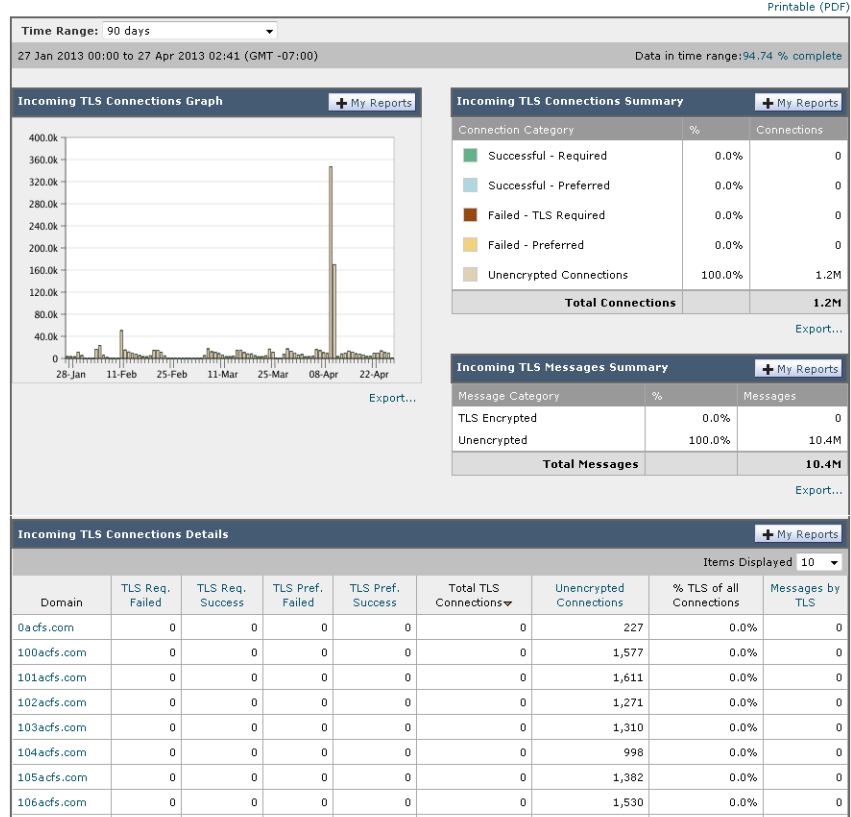 Printable (PDF)
Time Range: 90 days
27 Jan 2013 00:00 to 27 Apr 2013 02:41 (GMT -07:00) Data in time range:94.74 % complete
Incoming TLS Connections Graph + My Reports
400.0k
360.0k
320.0k
280.0k
240.0k
200.0k
160.0k
120.0k
80.0k
40.0k
0
28-Jan 11-Feb 25-Feb 11-Mar 25-Mar 08-Apr 22-Apr
Export...
Incoming TLS Connections Summary + My Reports
Connection Category % Connections
Successful - Required 0.0% 0
Successful - Preferred 0.0% 0
Failed - TLS Required 0.0% 0
Failed - Preferred 0.0% 0
Unencrypted Connections 100.0% 1.2M
Total Connections 1.2M
Export...
Incoming TLS Messages Summary + My Reports
Message Category % Messages
TLS Encrypted 0.0% 0
Unencrypted 100.0% 10.4M
Total Messages 10.4M
Export...
Incoming TLS Connections Details + My Reports
Items Displayed 10
Domain TLS Req. Failed TLS Req. Success TLS Pref. Failed TLS Pref. Success Total TLS Connections Unencrypted Connections % TLS of all Connections Messages by TLS
0acfs.com 0 0 0 0 0 227 0.0% 0
100acfs.com 0 0 0 0 0 1,577 0.0% 0
101acfs.com 0 0 0 0 0 1,611 0.0% 0
102acfs.com 0 0 0 0 0 1,271 0.0% 0
103acfs.com 0 0 0 0 0 1,310 0.0% 0
104acfs.com 0 0 0 0 0 998 0.0% 0
105acfs.com 0 0 0 0 0 1,382 0.0% 0
106acfs.com 0 0 0 0 0 1,530 0.0% 0